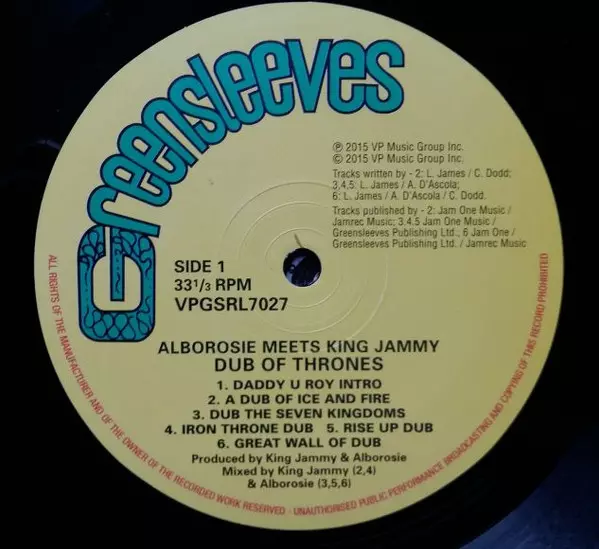 Greensleeves
℗ 2015 VP Music Group Inc.
© 2015 VP Music Group Inc.
Tracks written by - 2: L. James / C. Dodd;
3,4,5: L. James / A. D'Ascola;
6: L. James / A. D'Ascola / C. Dodd.
Tracks published by - 2: Jam One Music /
Jamrec Music; 3.4.5 Jam One Music /
Greensleeves Publishing Ltd.; 6 Jam One /
Greensleeves Publishing Ltd. / Jamrec Music
SIDE 1
33 1/3 RPM
VPGSRL7027
ALBOROSIE MEETS KING JAMMY
DUB OF THRONES
1. DADDY U ROY INTRO
2. A DUB OF ICE AND FIRE
3. DUB THE SEVEN KINGDOMS
4. IRON THRONE DUB 5. RISE UP DUB
6. GREAT WALL OF DUB
Produced by King Jammy & Alborosie
Mixed by King Jammy (2,4)
& Alborosie (3,5,6)
ALL RIGHTS OF THE MANUFACTURER AND OF THE OWNER OF THE RECORDED WORK RESERVED - UNAUTHORISED PUBLIC PERFORMANCE BROADCASTING AND COPYING OF THIS RECORD PROHIBITED